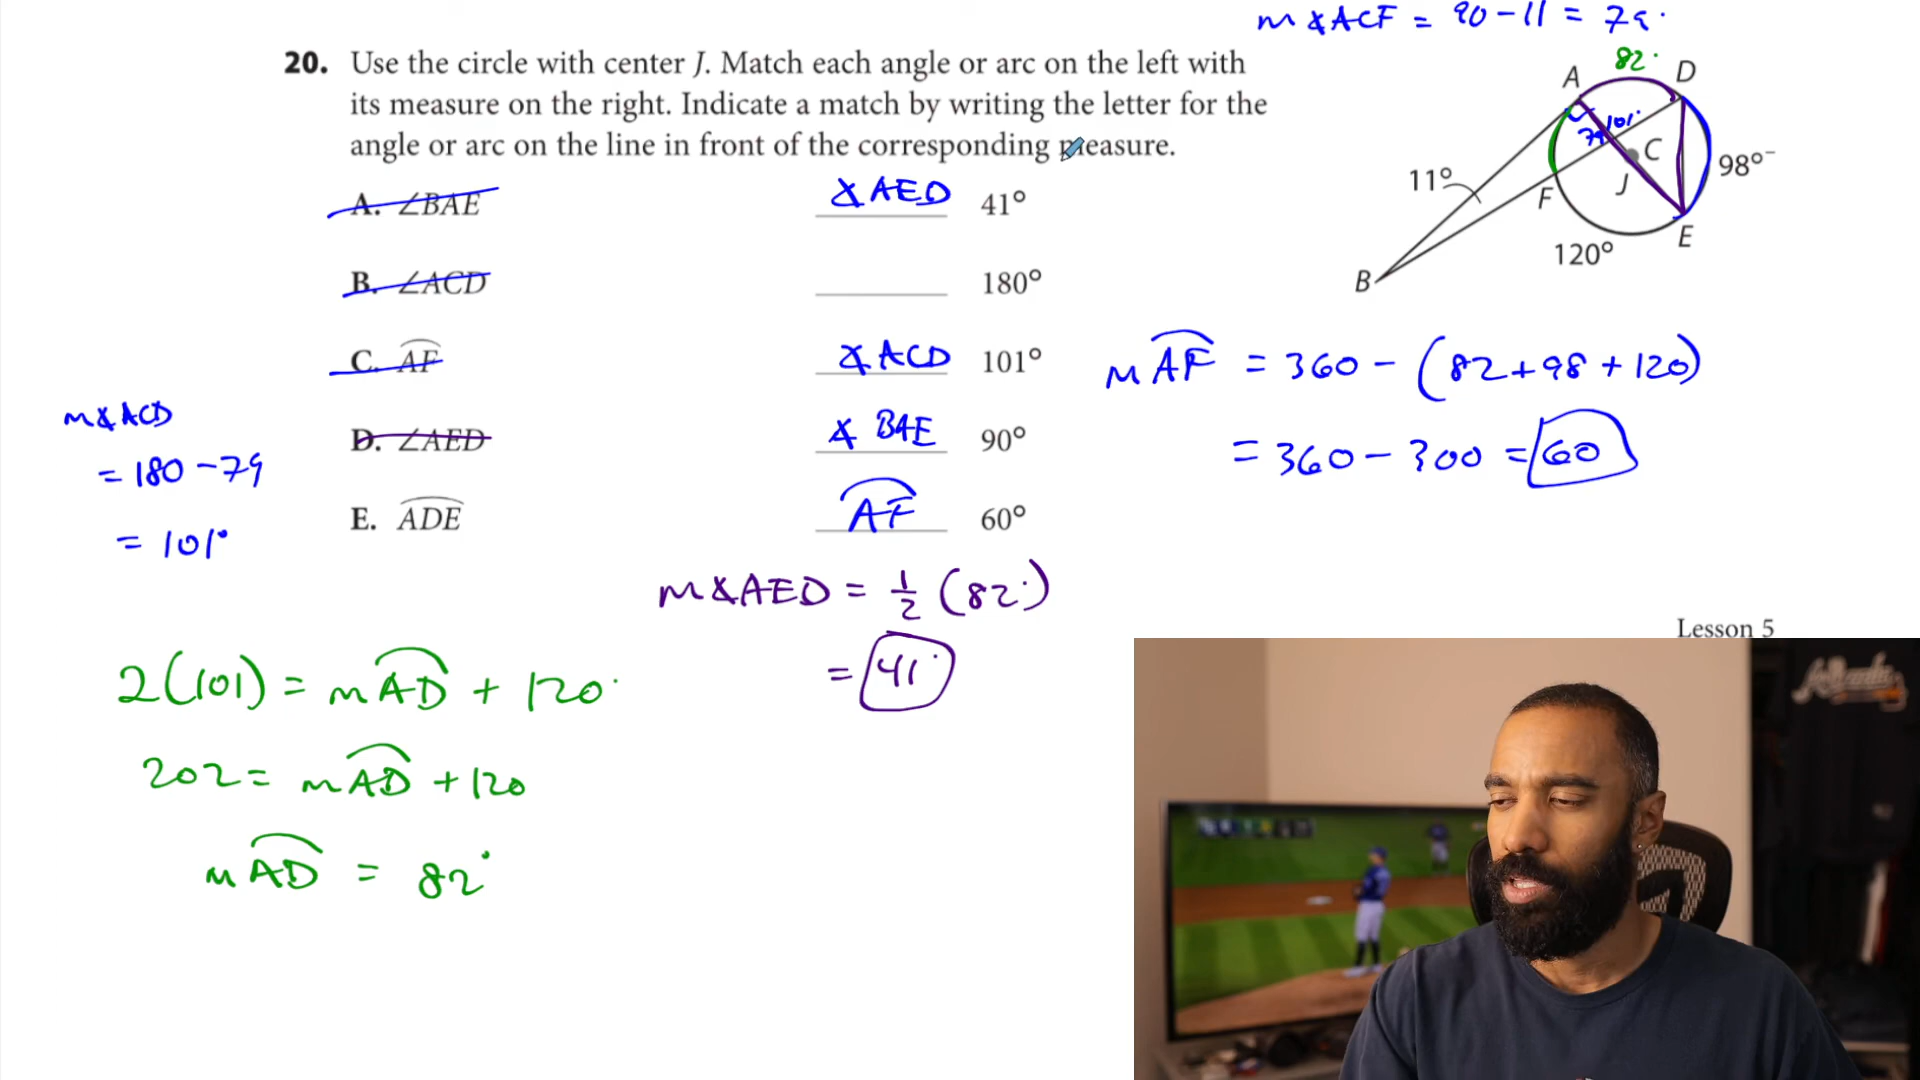 m∡ACF = 90 - 11 = 79°
20. Use the circle with center J. Match each angle or arc on the left with
its measure on the right. Indicate a match by writing the letter for the
angle or arc on the line in front of the corresponding measure.
A. ∠BAE
∡AED 41°
B. ∠ACD
180°
C. AF
∡ACD 101°
D. ∠AED
∡BAE 90°
E. ADE
AF 60°
82°
A
D
79
101°
C
98°
11°
J
F
E
120°
B
m AF = 360 - (82+98+120)
= 360 - 300 = 60
m∡ACD
= 180 - 79
= 101°
m∡AED = 1/2 (82°)
= 41°
2(101) = mAD + 120°
202 = mAD + 120
mAD = 82°
Lesson 5